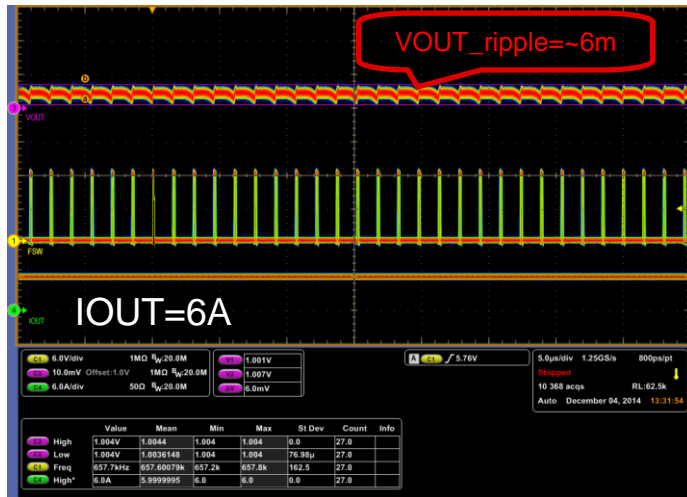 VOUT_ripple=~6m
b
a
3
VOUT
1
FSW
4
IOUT
IOUT=6A
C1 6.0V/div 1MΩ BW:20.0M
C3 10.0mV Offset:1.0V 1MΩ BW:20.0M
C4 6.0A/div 50Ω BW:20.0M
V1 1.001V
V2 1.007V
ΔV 6.0mV
A C1 5.76V
5.0µs/div 1.25GS/s 800ps/pt
Stopped
10 368 acqs RL:62.5k
Auto December 04, 2014 13:31:54
Value Mean Min Max St Dev Count Info
C3 High 1.004V 1.0044 1.004 1.004 0.0 27.0
C3 Low 1.004V 1.0036148 1.004 1.004 76.98µ 27.0
C1 Freq 657.7kHz 657.60079k 657.2k 657.8k 162.5 27.0
C4 High* 6.0A 5.9999995 6.0 6.0 0.0 27.0